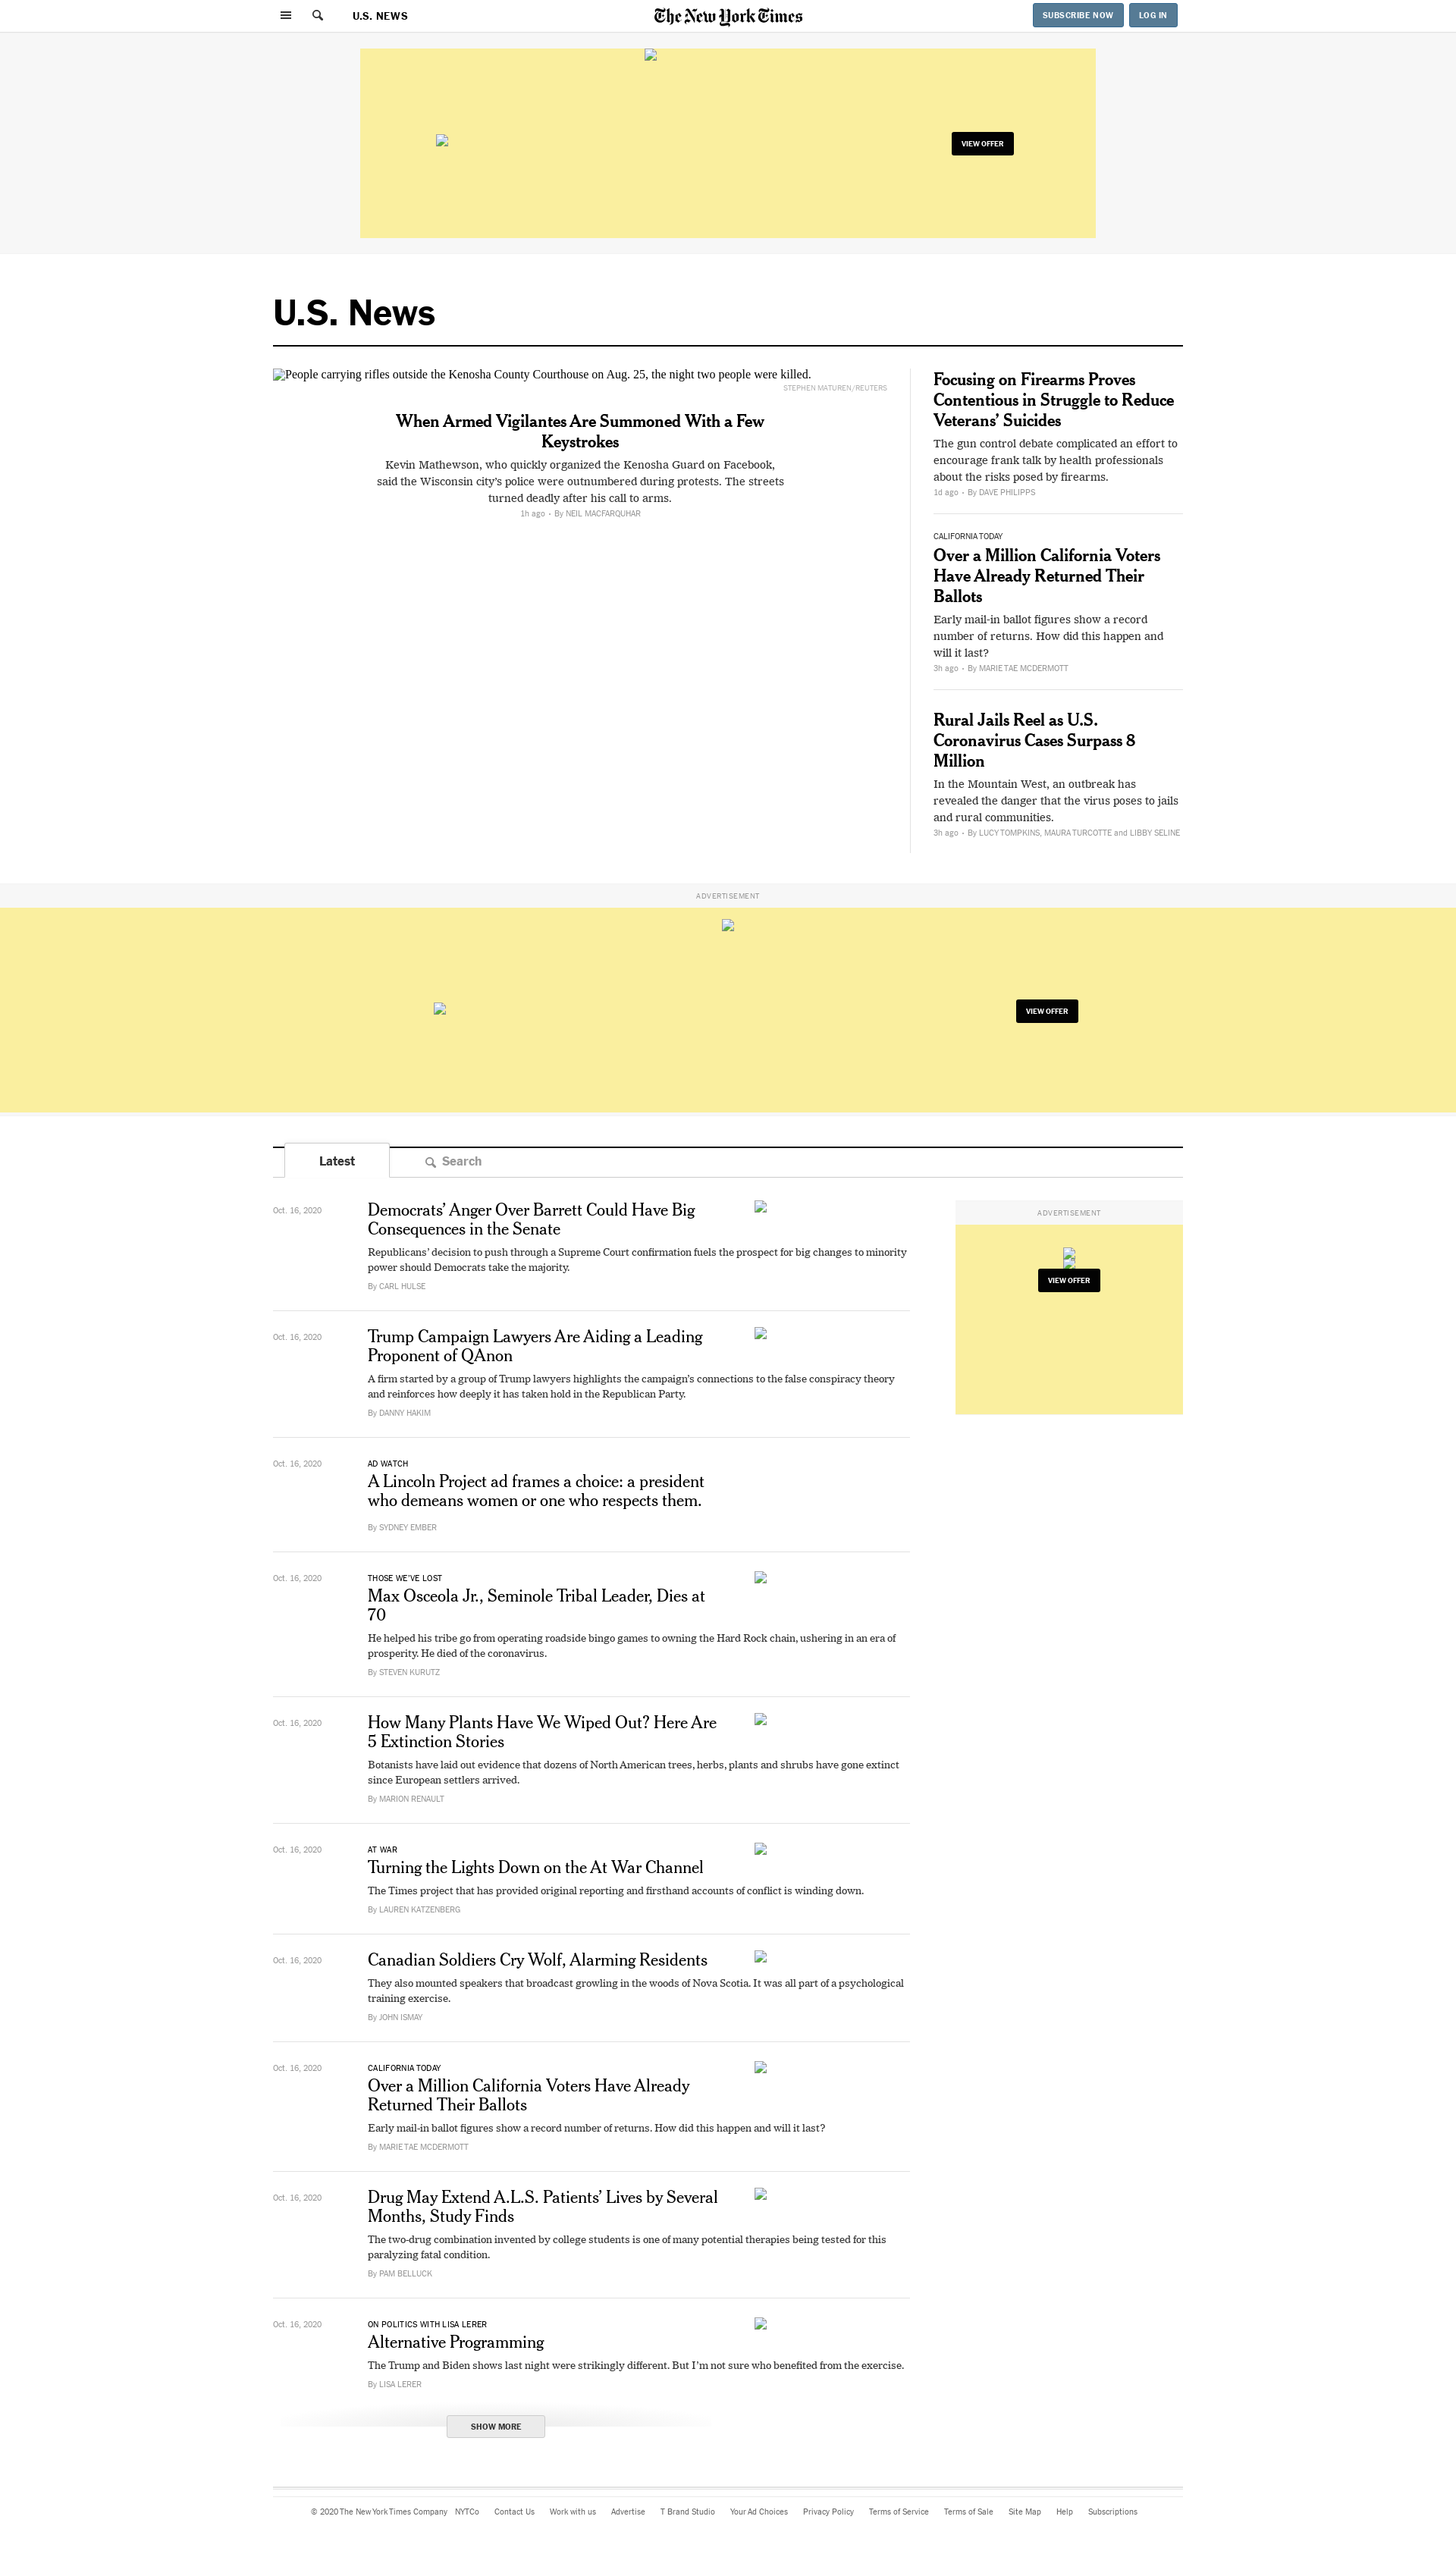 U.S. NEWS
The New York Times
SUBSCRIBE NOW
LOG IN
VIEW OFFER
U.S. News
People carrying rifles outside the Kenosha County Courthouse on Aug. 25, the night two people were killed.
STEPHEN MATUREN/REUTERS
When Armed Vigilantes Are Summoned With a Few
Keystrokes
Kevin Mathewson, who quickly organized the Kenosha Guard on Facebook,
said the Wisconsin city's police were outnumbered during protests. The streets
turned deadly after his call to arms.
1h ago • By NEIL MACFARQUHAR
Focusing on Firearms Proves
Contentious in Struggle to Reduce
Veterans' Suicides
The gun control debate complicated an effort to
encourage frank talk by health professionals
about the risks posed by firearms.
1d ago • By DAVE PHILIPPS
CALIFORNIA TODAY
Over a Million California Voters
Have Already Returned Their
Ballots
Early mail-in ballot figures show a record
number of returns. How did this happen and
will it last?
3h ago • By MARIE TAE MCDERMOTT
Rural Jails Reel as U.S.
Coronavirus Cases Surpass 8
Million
In the Mountain West, an outbreak has
revealed the danger that the virus poses to jails
and rural communities.
3h ago • By LUCY TOMPKINS, MAURA TURCOTTE and LIBBY SELINE
ADVERTISEMENT
VIEW OFFER
Latest
Search
Oct. 16, 2020
Democrats' Anger Over Barrett Could Have Big
Consequences in the Senate
Republicans' decision to push through a Supreme Court confirmation fuels the prospect for big changes to minority
power should Democrats take the majority.
By CARL HULSE
ADVERTISEMENT
VIEW OFFER
Oct. 16, 2020
Trump Campaign Lawyers Are Aiding a Leading
Proponent of QAnon
A firm started by a group of Trump lawyers highlights the campaign's connections to the false conspiracy theory
and reinforces how deeply it has taken hold in the Republican Party.
By DANNY HAKIM
Oct. 16, 2020
AD WATCH
A Lincoln Project ad frames a choice: a president
who demeans women or one who respects them.
By SYDNEY EMBER
Oct. 16, 2020
THOSE WE'VE LOST
Max Osceola Jr., Seminole Tribal Leader, Dies at
70
He helped his tribe go from operating roadside bingo games to owning the Hard Rock chain, ushering in an era of
prosperity. He died of the coronavirus.
By STEVEN KURUTZ
Oct. 16, 2020
How Many Plants Have We Wiped Out? Here Are
5 Extinction Stories
Botanists have laid out evidence that dozens of North American trees, herbs, plants and shrubs have gone extinct
since European settlers arrived.
By MARION RENAULT
Oct. 16, 2020
AT WAR
Turning the Lights Down on the At War Channel
The Times project that has provided original reporting and firsthand accounts of conflict is winding down.
By LAUREN KATZENBERG
Oct. 16, 2020
Canadian Soldiers Cry Wolf, Alarming Residents
They also mounted speakers that broadcast growling in the woods of Nova Scotia. It was all part of a psychological
training exercise.
By JOHN ISMAY
Oct. 16, 2020
CALIFORNIA TODAY
Over a Million California Voters Have Already
Returned Their Ballots
Early mail-in ballot figures show a record number of returns. How did this happen and will it last?
By MARIE TAE MCDERMOTT
Oct. 16, 2020
Drug May Extend A.L.S. Patients' Lives by Several
Months, Study Finds
The two-drug combination invented by college students is one of many potential therapies being tested for this
paralyzing fatal condition.
By PAM BELLUCK
Oct. 16, 2020
ON POLITICS WITH LISA LERER
Alternative Programming
The Trump and Biden shows last night were strikingly different. But I'm not sure who benefited from the exercise.
By LISA LERER
SHOW MORE
© 2020 The New York Times Company NYTCo Contact Us Work with us Advertise T Brand Studio Your Ad Choices Privacy Policy Terms of Service Terms of Sale Site Map Help Subscriptions